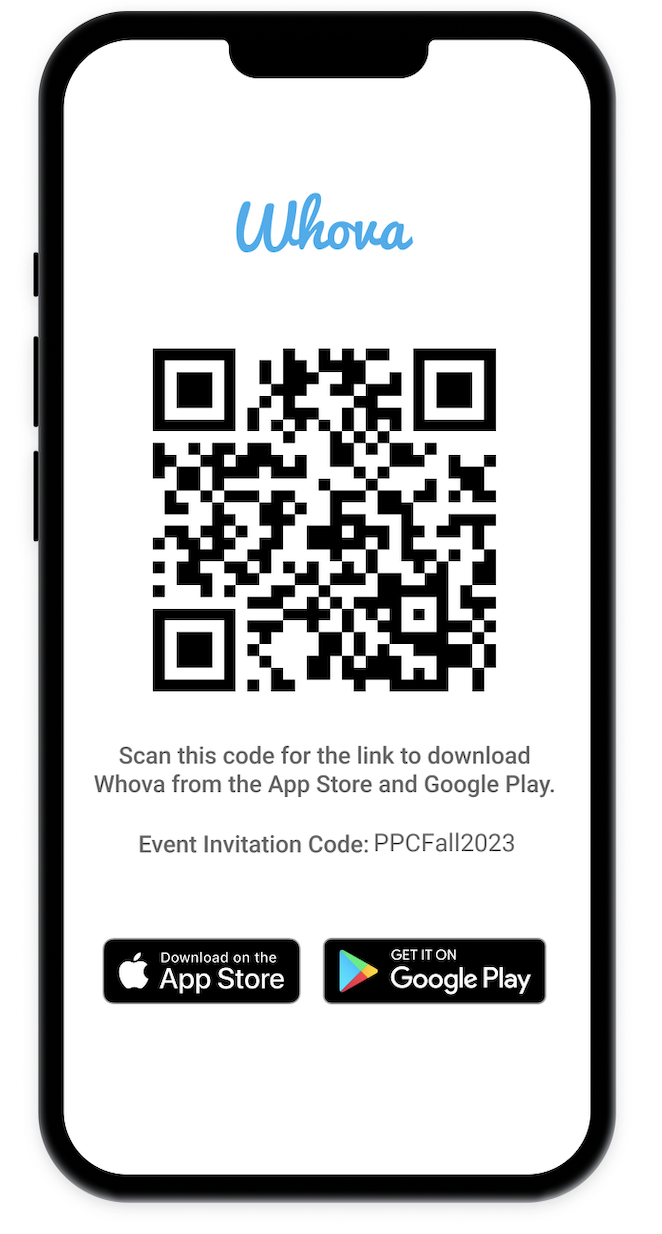 Whova
Scan this code for the link to download
Whova from the App Store and Google Play.
Event Invitation Code: PPCFall2023
Download on the
App Store
GET IT ON
Google Play